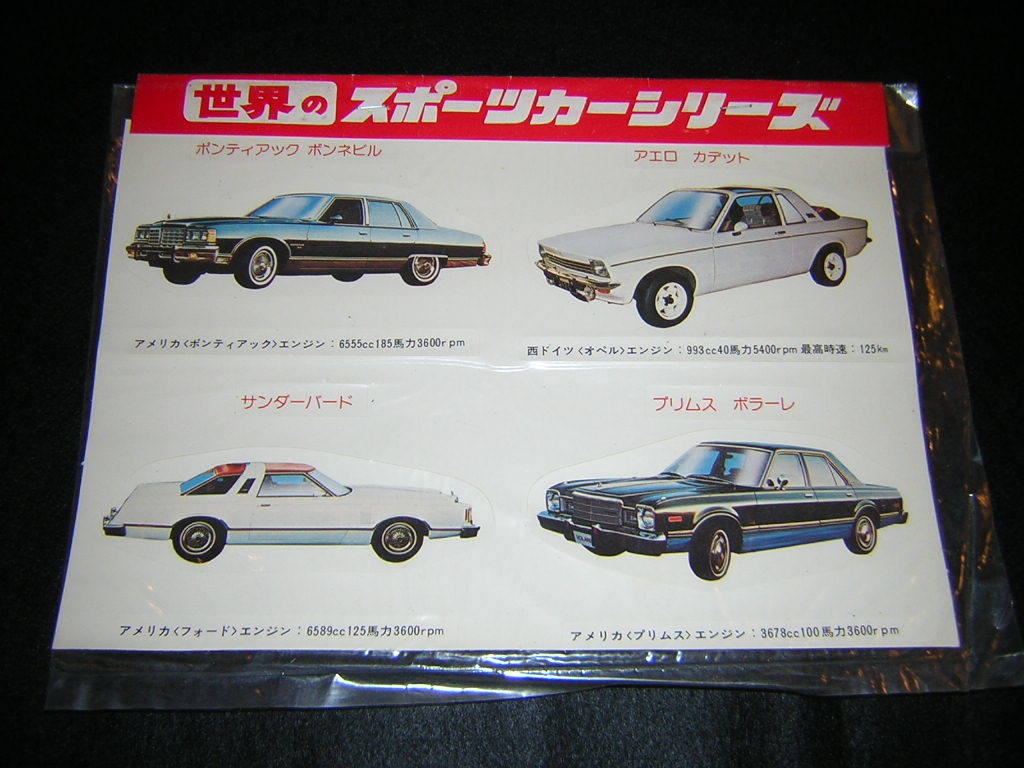 世界の スポーツカーシリーズ
ポンティアック ボンネビル
アエロ カデット
アメリカ〈ポンティアック〉エンジン：6555cc185馬力3600rpm
西ドイツ〈オペル〉エンジン：993cc40馬力5400rpm 最高時速：125km
サンダーバード
プリムス ボラーレ
アメリカ〈フォード〉エンジン：6589cc125馬力3600rpm
アメリカ〈プリムス〉エンジン：3678cc100馬力3600rpm